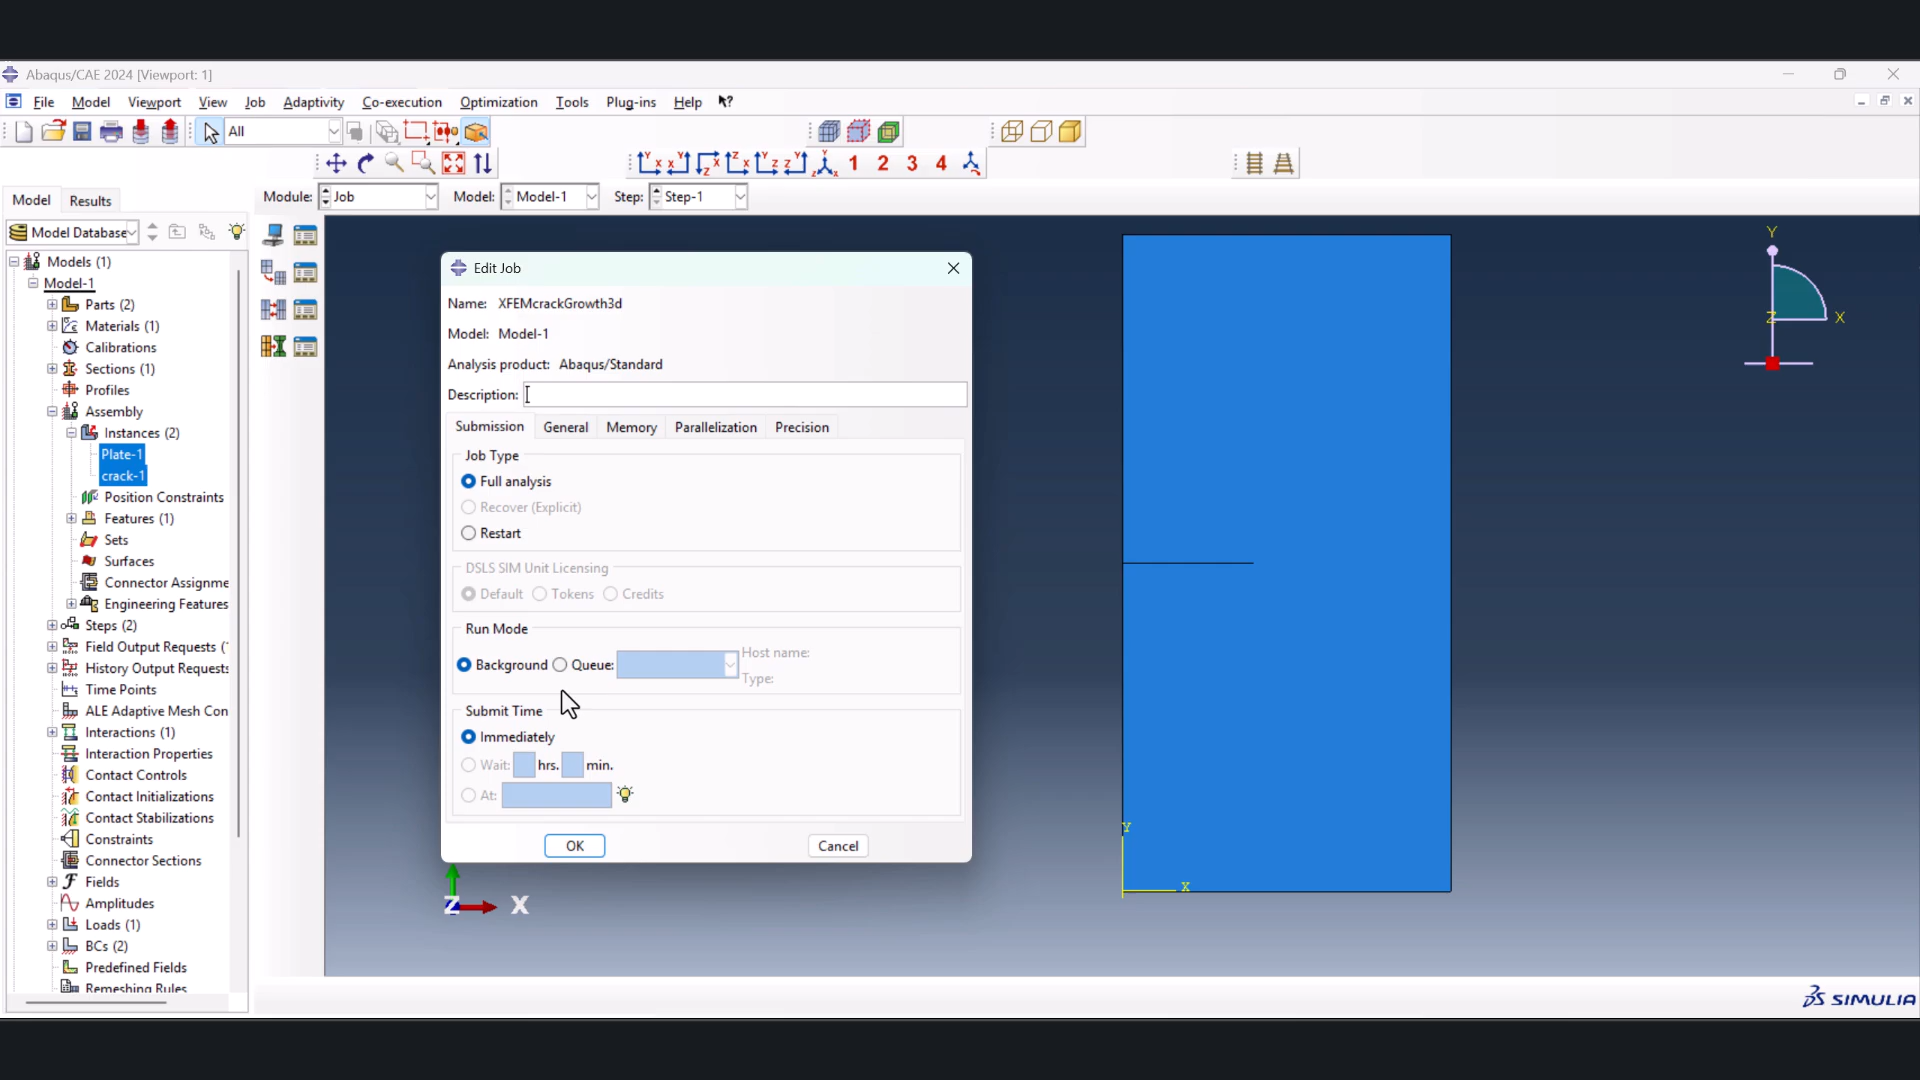 Abaqus/CAE 2024 [Viewport: 1]
File Model Viewport View Job Adaptivity Co-execution Optimization Tools Plug-ins Help
All
1 2 3 4
Model Results
Module: Job Model: Model-1 Step: Step-1
Model Database
Models (1)
Model-1
Parts (2)
Materials (1)
Calibrations
Sections (1)
Profiles
Assembly
Instances (2)
Plate-1
crack-1
Position Constraints
Features (1)
Sets
Surfaces
Connector Assignme
Engineering Features
Steps (2)
Field Output Requests (
History Output Requests
Time Points
ALE Adaptive Mesh Con
Interactions (1)
Interaction Properties
Contact Controls
Contact Initializations
Contact Stabilizations
Constraints
Connector Sections
Fields
Amplitudes
Loads (1)
BCs (2)
Predefined Fields
Remeshing Rules
Edit Job
Name: XFEMcrackGrowth3d
Model: Model-1
Analysis product: Abaqus/Standard
Description:
Submission General Memory Parallelization Precision
Job Type
Full analysis
Recover (Explicit)
Restart
DSLS SIM Unit Licensing
Default Tokens Credits
Run Mode
Background Queue: Host name:
Type:
Submit Time
Immediately
Wait: hrs. min.
At:
OK Cancel
Z X
Y
X
Y
Z X
SIMULIA